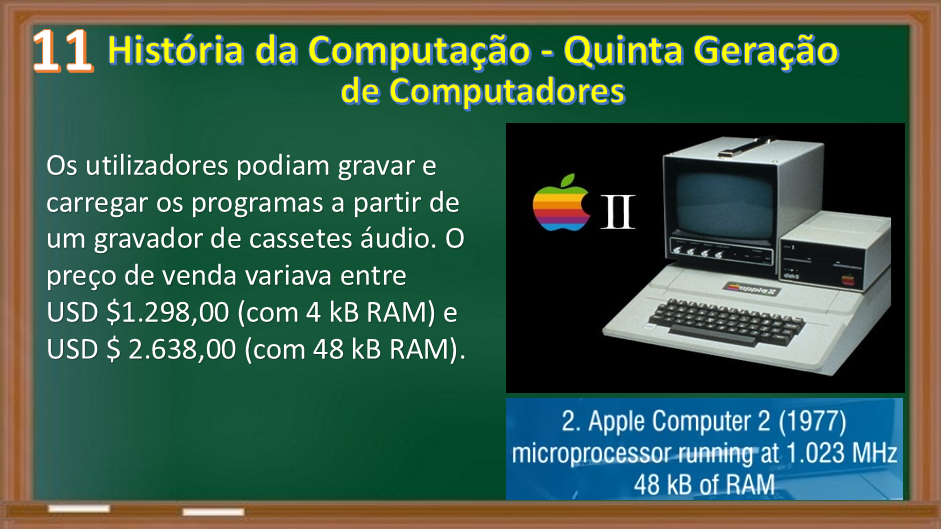 11 História da Computação - Quinta Geração
de Computadores
Os utilizadores podiam gravar e
carregar os programas a partir de
um gravador de cassetes áudio. O
preço de venda variava entre
USD $1.298,00 (com 4 kB RAM) e
USD $ 2.638,00 (com 48 kB RAM).
II
disk II
apple II
2. Apple Computer 2 (1977)
microprocessor running at 1.023 MHz
48 kB of RAM